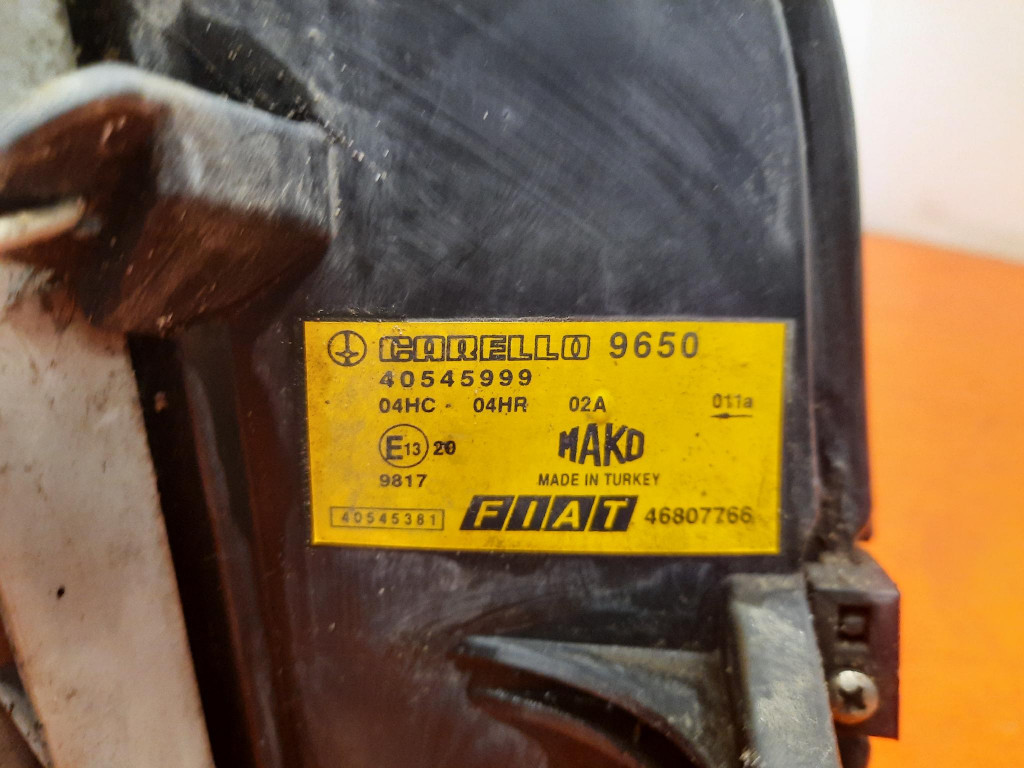 CARELLO 9650
40545999
04HC - 04HR 02A 011a
E13 20 MAKO
9817 MADE IN TURKEY
40545381 FIAT 46807766